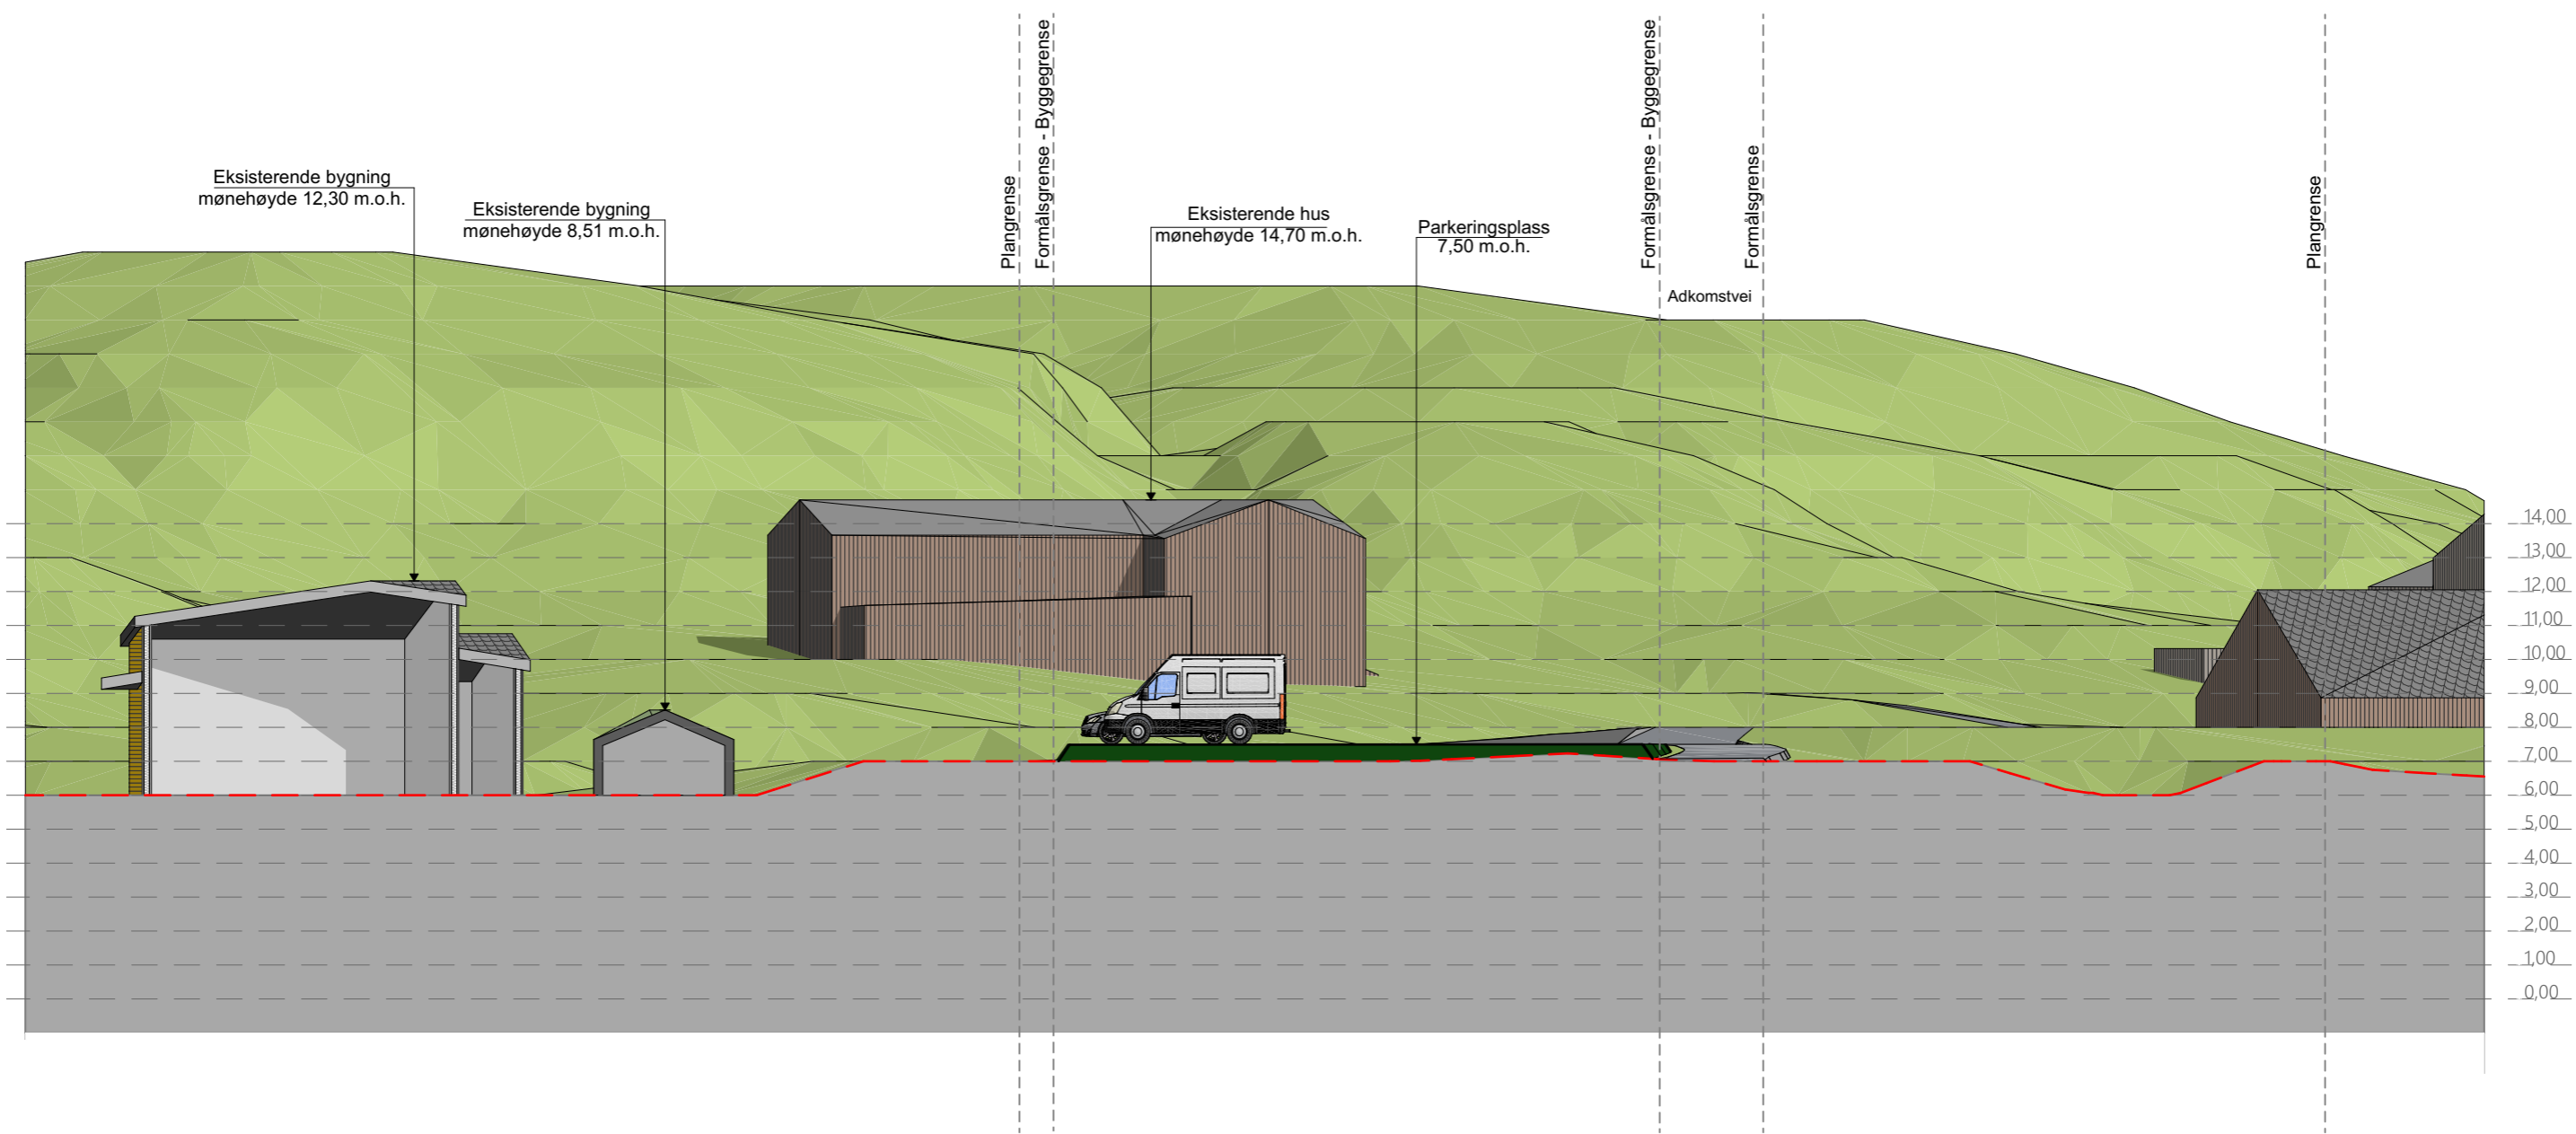 Plangrense
Formålsgrense - Byggegrense
Formålsgrense - Byggegrense
Formålsgrense
Plangrense
Eksisterende bygning
mønehøyde 12,30 m.o.h.
Eksisterende bygning
mønehøyde 8,51 m.o.h.
Eksisterende hus
mønehøyde 14,70 m.o.h.
Parkeringsplass
7,50 m.o.h.
Adkomstvei
14,00
13,00
12,00
11,00
10,00
9,00
8,00
7,00
6,00
5,00
4,00
3,00
2,00
1,00
0,00